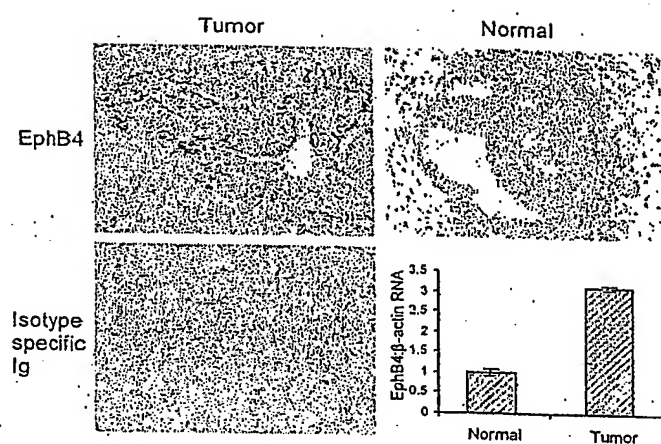 Tumor
Normal
EphB4
Isotype
specific
Ig
EphB4:β-actin RNA
3.5
3
2.5
2
1.5
1
0.5
0
Normal
Tumor